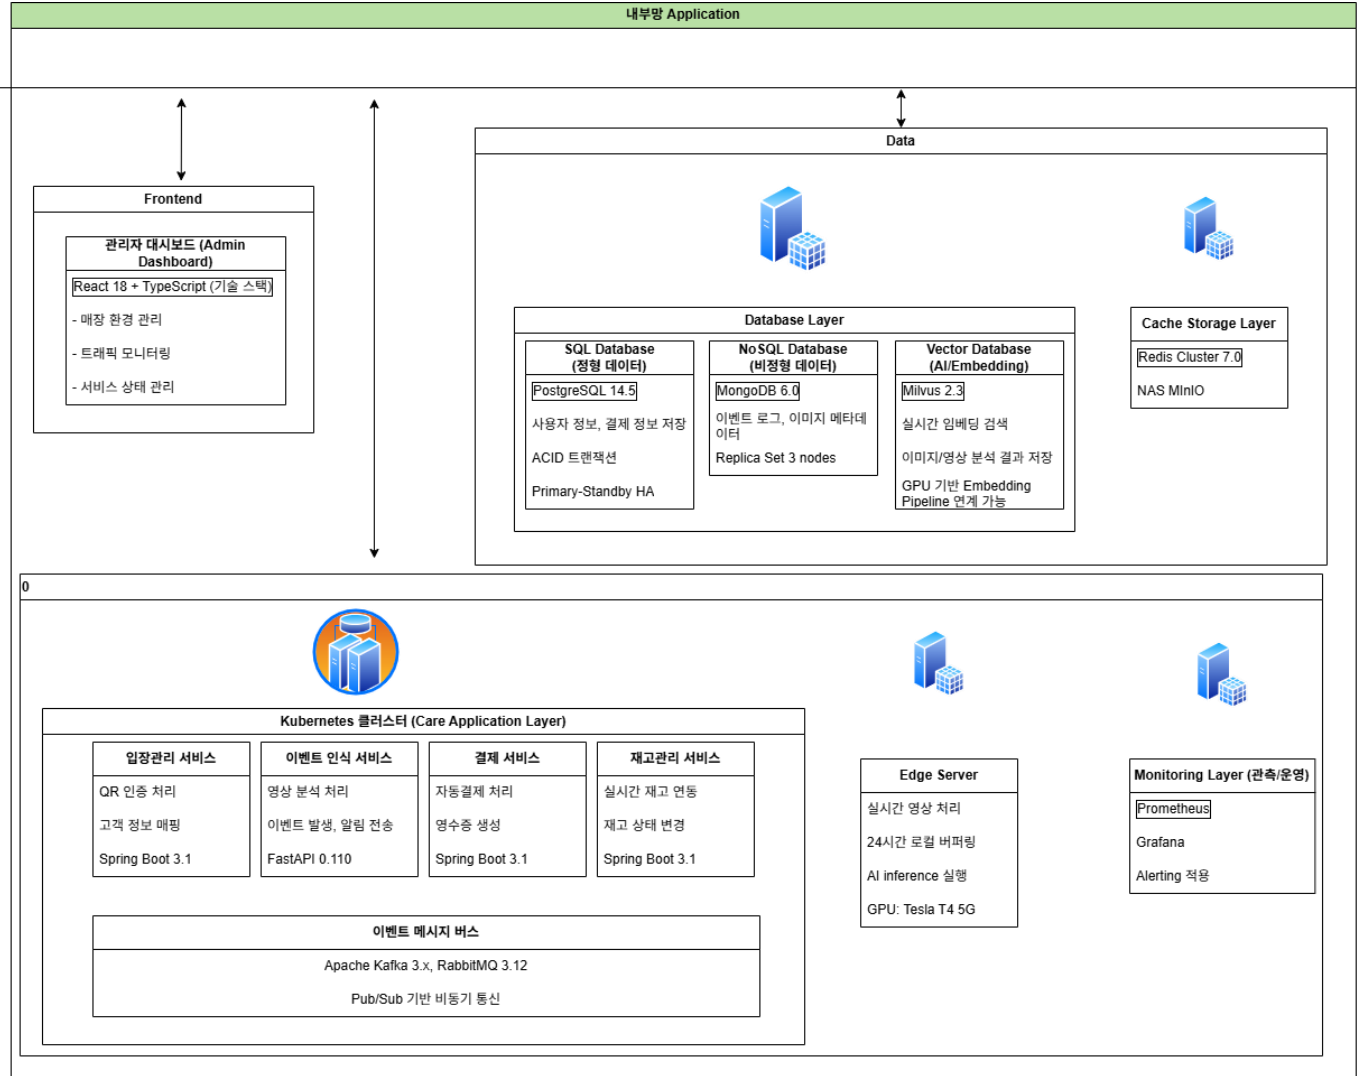 내부망 Application
Data
Frontend
관리자 대시보드 (Admin
Dashboard)
React 18 + TypeScript (기술 스택)
- 매장 환경 관리
- 트래픽 모니터링
- 서비스 상태 관리
Database Layer
SQL Database
(정형 데이터)
PostgreSQL 14.5
사용자 정보, 결제 정보 저장
ACID 트랜잭션
Primary-Standby HA
NoSQL Database
(비정형 데이터)
MongoDB 6.0
이벤트 로그, 이미지 메타데
이터
Replica Set 3 nodes
Vector Database
(AI/Embedding)
Milvus 2.3
실시간 임베딩 검색
이미지/영상 분석 결과 저장
GPU 기반 Embedding
Pipeline 연계 가능
Cache Storage Layer
Redis Cluster 7.0
NAS MInIO
0
Kubernetes 클러스터 (Care Application Layer)
입장관리 서비스
QR 인증 처리
고객 정보 매핑
Spring Boot 3.1
이벤트 인식 서비스
영상 분석 처리
이벤트 발생, 알림 전송
FastAPI 0.110
결제 서비스
자동결제 처리
영수증 생성
Spring Boot 3.1
재고관리 서비스
실시간 재고 연동
재고 상태 변경
Spring Boot 3.1
이벤트 메시지 버스
Apache Kafka 3.x, RabbitMQ 3.12
Pub/Sub 기반 비동기 통신
Edge Server
실시간 영상 처리
24시간 로컬 버퍼링
AI inference 실행
GPU: Tesla T4 5G
Monitoring Layer (관측/운영)
Prometheus
Grafana
Alerting 적용